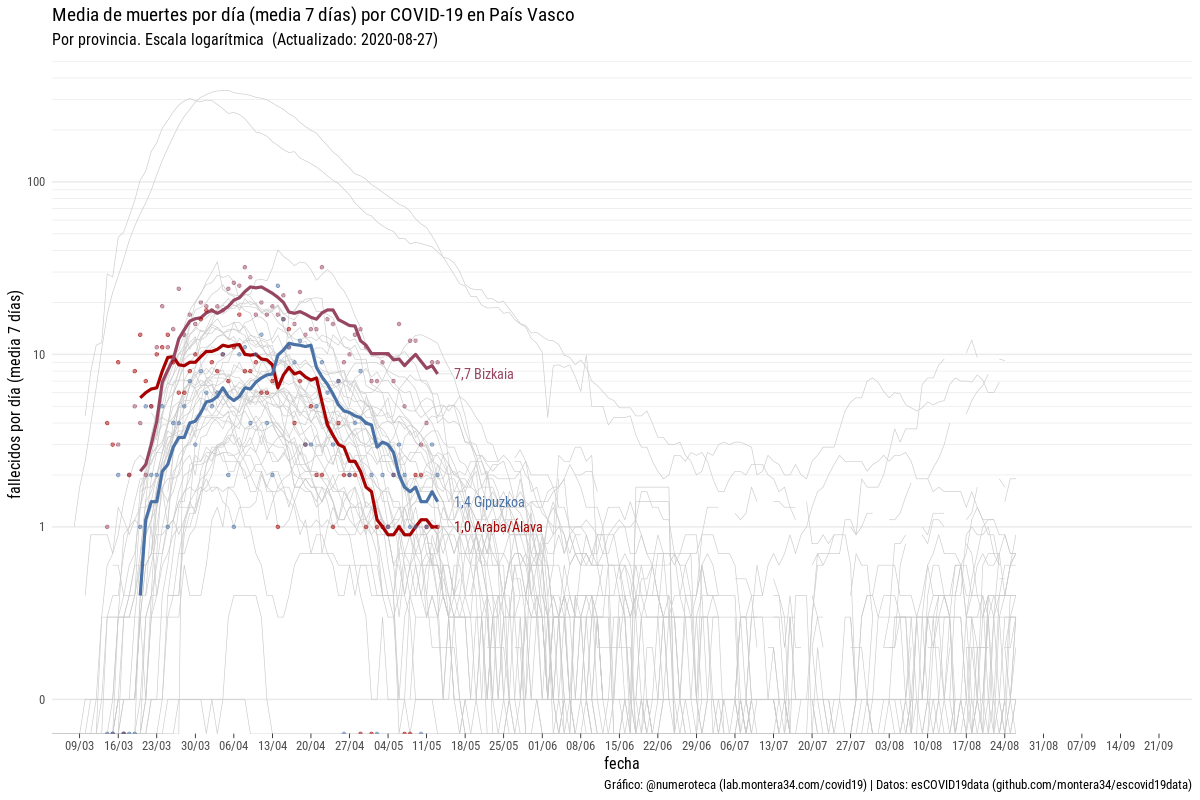 Media de muertes por día (media 7 días) por COVID-19 en País Vasco
Por provincia. Escala logarítmica (Actualizado: 2020-08-27)
fallecidos por día (media 7 días)
100
10
1
0
7,7 Bizkaia
1,4 Gipuzkoa
1,0 Araba/Álava
09/03 16/03 23/03 30/03 06/04 13/04 20/04 27/04 04/05 11/05 18/05 25/05 01/06 08/06 15/06 22/06 29/06 06/07 13/07 20/07 27/07 03/08 10/08 17/08 24/08 31/08 07/09 14/09 21/09
fecha
Gráfico: @numeroteca (lab.montera34.com/covid19) | Datos: esCOVID19data (github.com/montera34/escovid19data)